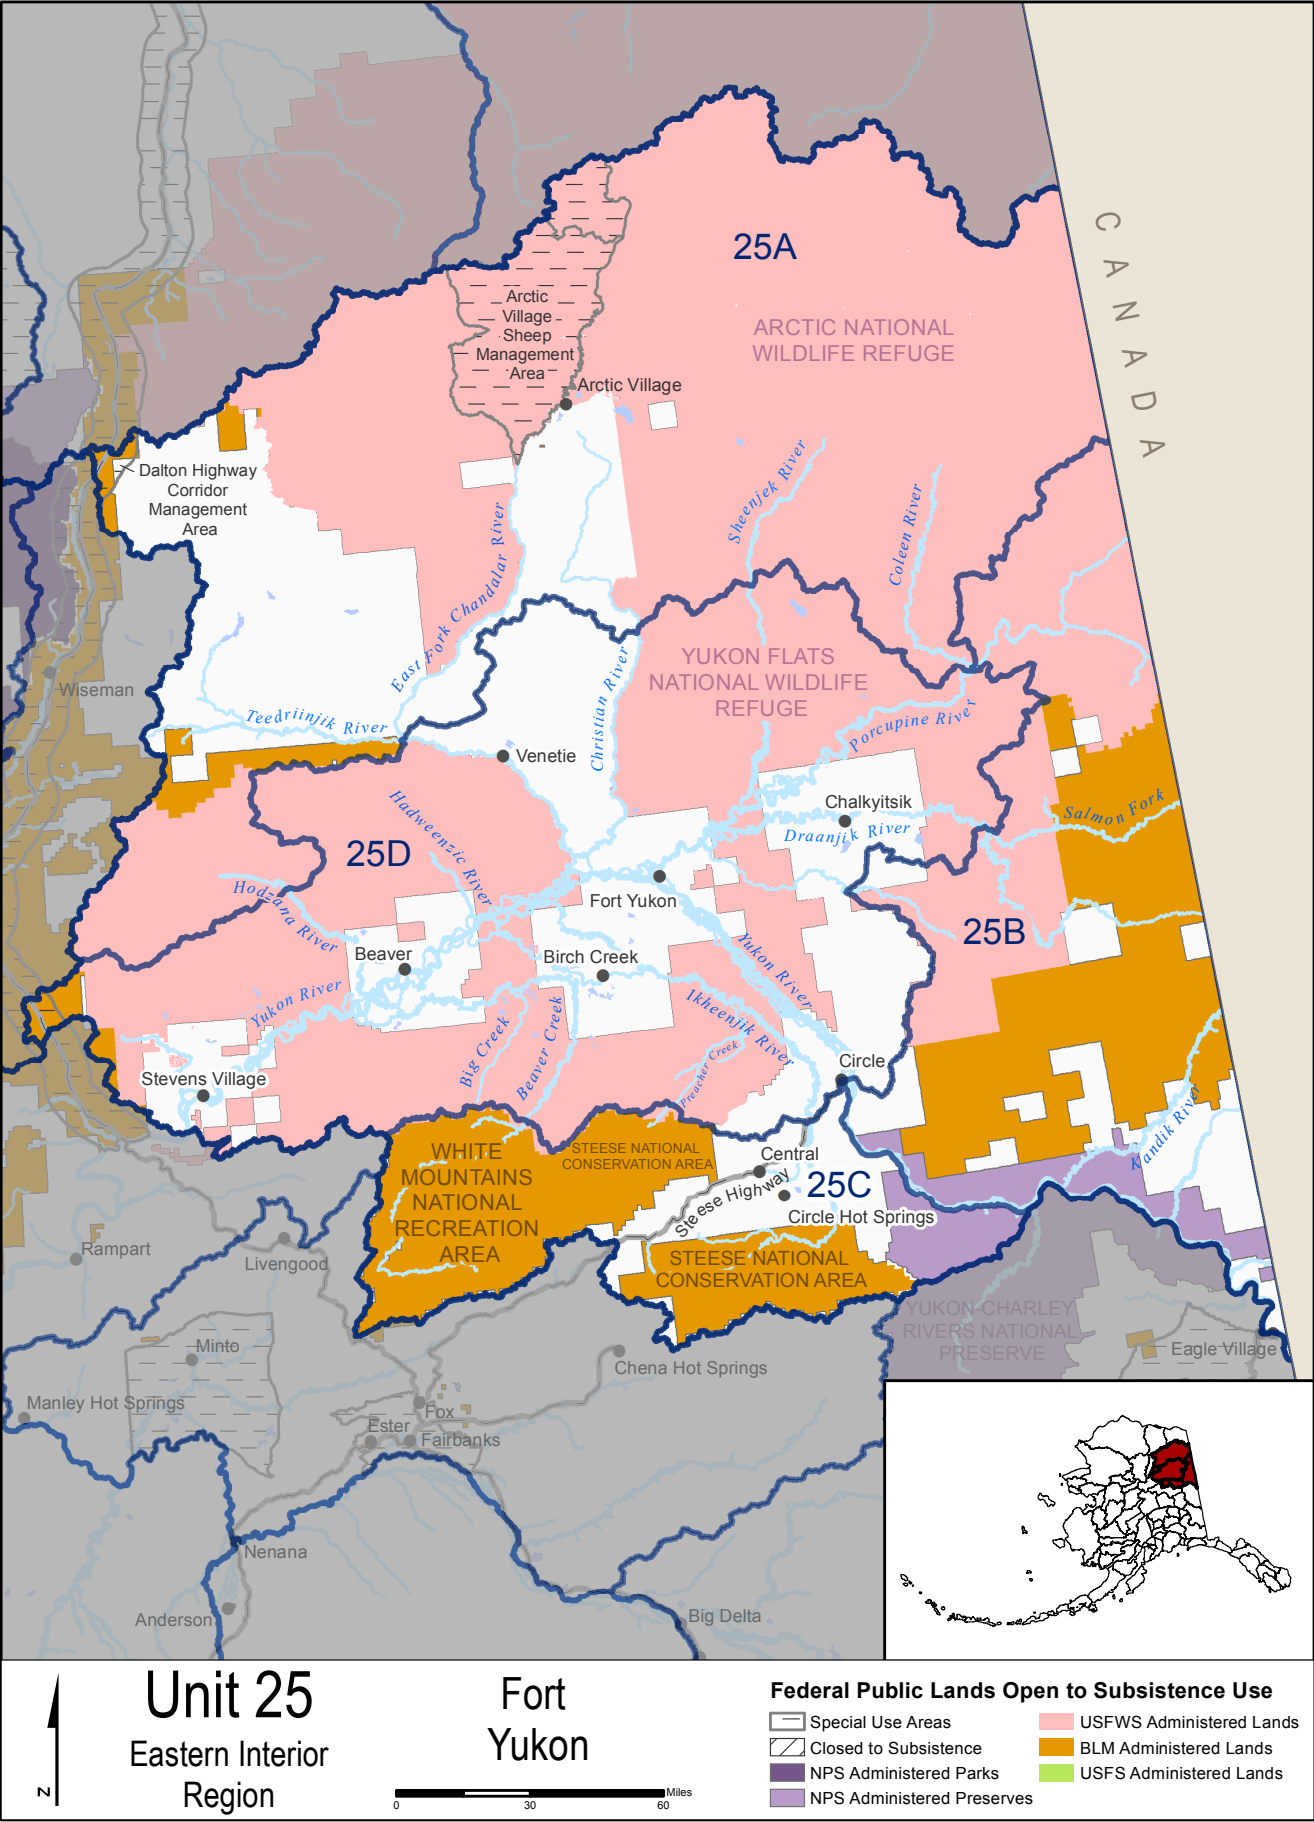 25A
CANADA
ARCTIC NATIONAL
WILDLIFE REFUGE
Arctic
Village
Sheep
Management
Area
Arctic Village
Dalton Highway
Corridor
Management
Area
Sheenjek River
Coleen River
East Fork Chandalar River
Wiseman
Teedriinjik River
Christian River
YUKON FLATS
NATIONAL WILDLIFE
REFUGE
Porcupine River
Venetie
Hadweenzic River
Chalkyitsik
Draanjik River
Salmon Fork
25D
Hodzana River
Fort Yukon
25B
Beaver
Birch Creek
Yukon River
Yukon River
Ikheenjik River
Big Creek
Beaver Creek
Preacher Creek
Circle
Stevens Village
Kandik River
WHITE
MOUNTAINS
NATIONAL
RECREATION
AREA
STEESE NATIONAL
CONSERVATION AREA
Central
25C
Steese Highway
Circle Hot Springs
Rampart
Livengood
STEESE NATIONAL
CONSERVATION AREA
YUKON-CHARLEY
RIVERS NATIONAL
PRESERVE
Eagle Village
Minto
Chena Hot Springs
Manley Hot Springs
Fox
Ester
Fairbanks
Nenana
Anderson
Big Delta
N
Unit 25
Eastern Interior
Region
Fort
Yukon
Miles
0 30 60
Federal Public Lands Open to Subsistence Use
Special Use Areas
Closed to Subsistence
NPS Administered Parks
NPS Administered Preserves
USFWS Administered Lands
BLM Administered Lands
USFS Administered Lands